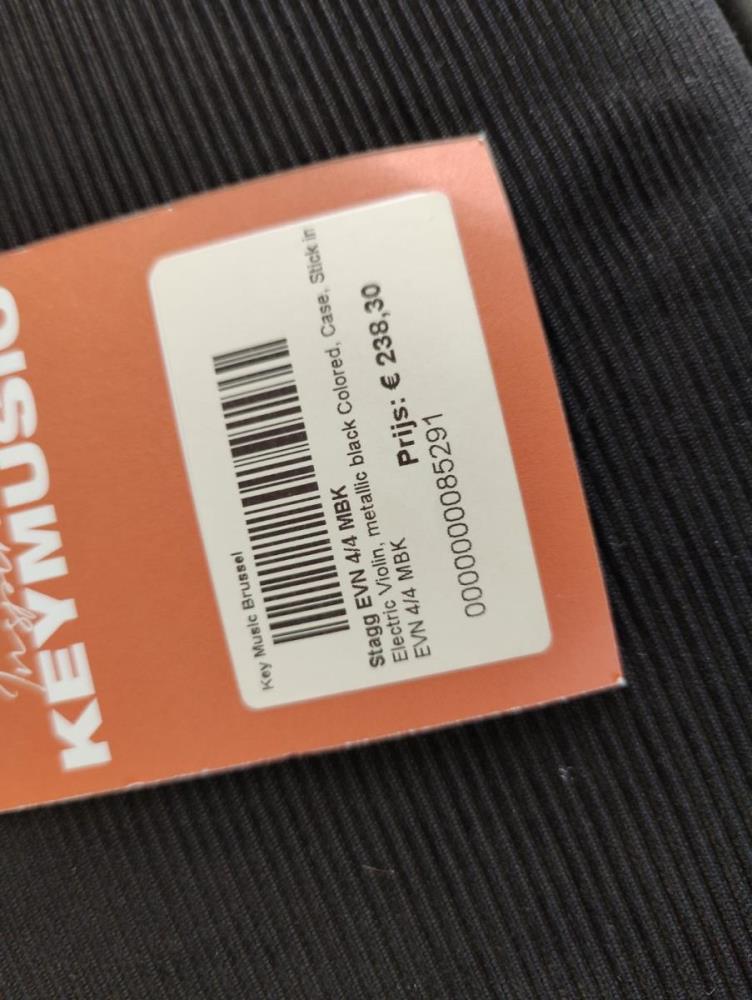 KEYMUSIC
Key Music Brussel
Stagg EVN 4/4 MBK
Electric Violin, metallic black Colored, Case, Stick in
EVN 4/4 MBK
Prijs: € 238,30
0000000085291